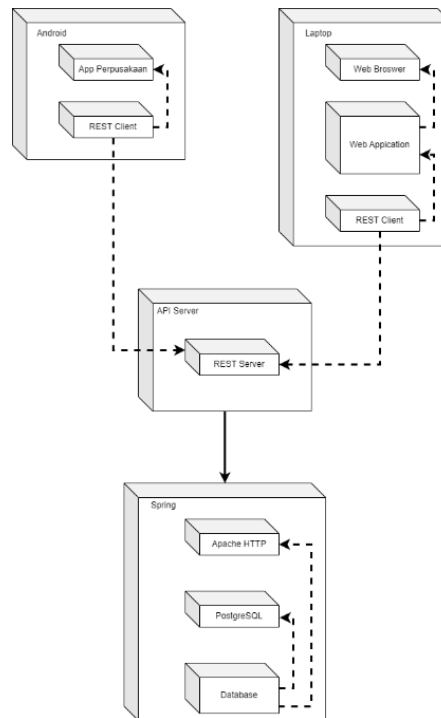 Android
App Perpusakaan
REST Client
Laptop
Web Broswer
Web Appication
REST Client
API Server
REST Server
Spring
Apache HTTP
PostgreSQL
Database